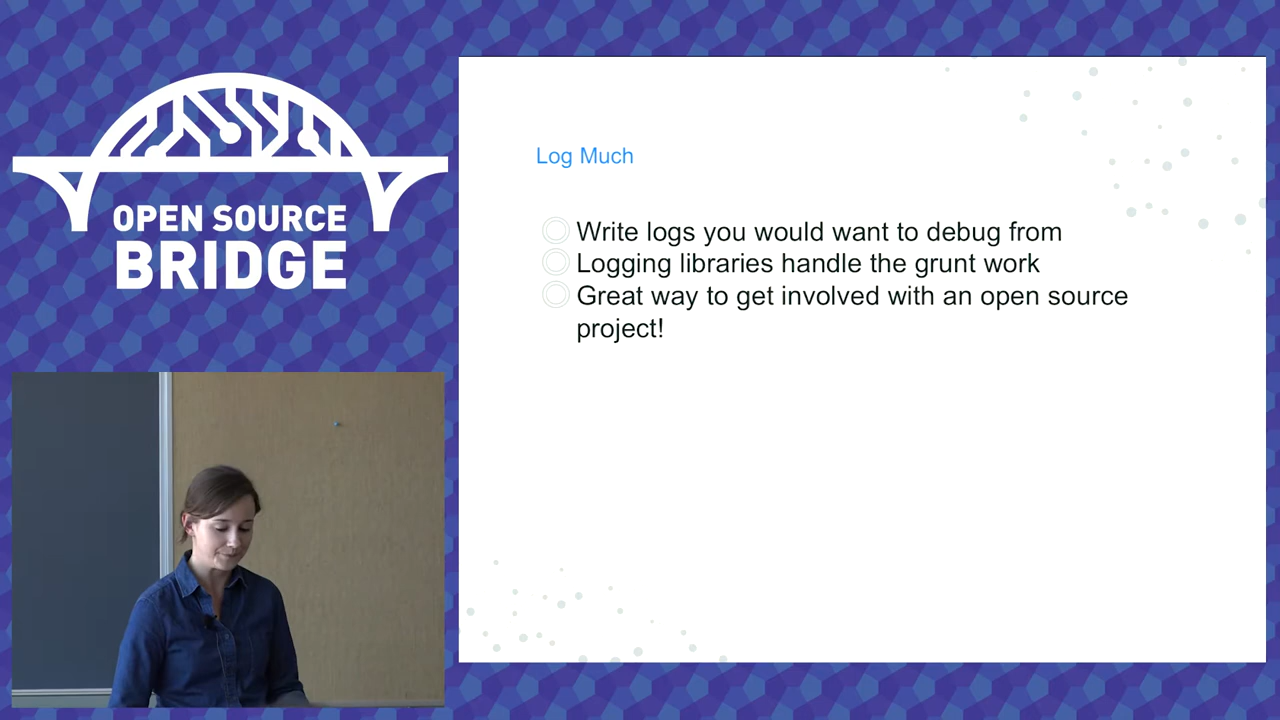 OPEN SOURCE
BRIDGE
Log Much
Write logs you would want to debug from
Logging libraries handle the grunt work
Great way to get involved with an open source
project!